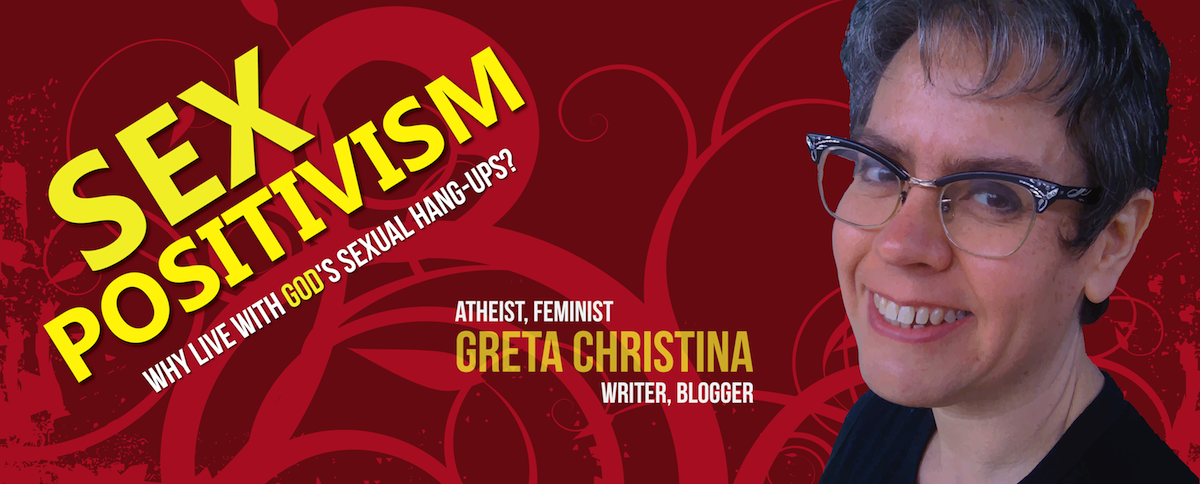 SEX
POSITIVISM
WHY LIVE WITH GOD'S SEXUAL HANG-UPS?
ATHEIST, FEMINIST
GRETA CHRISTINA
WRITER, BLOGGER